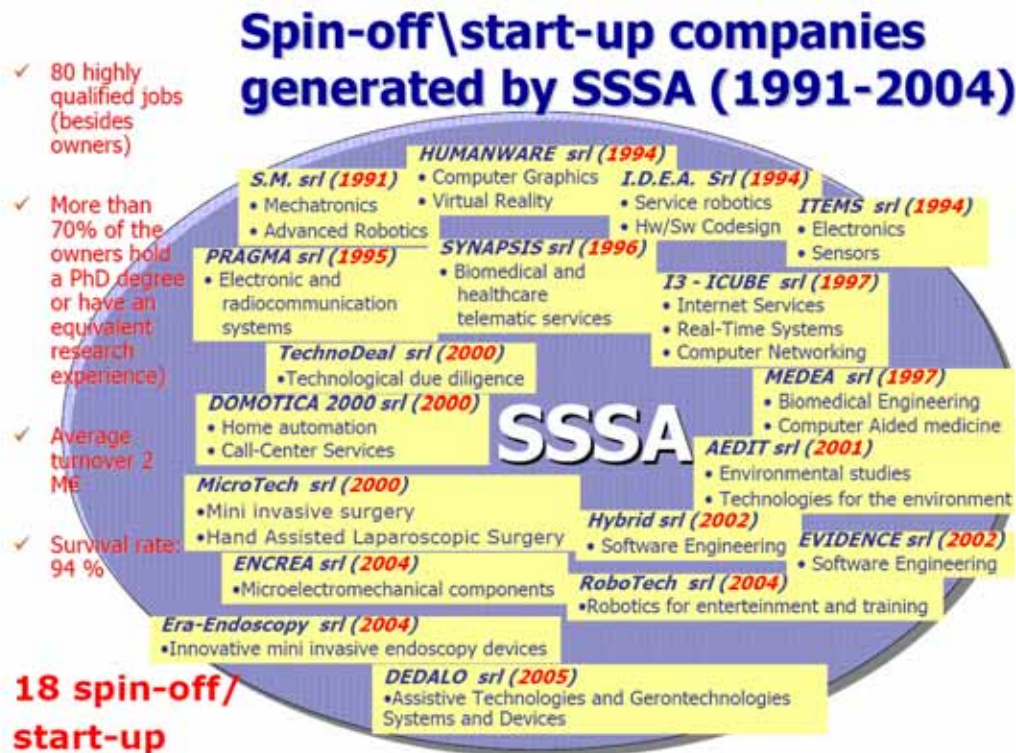 Spin-off\start-up companies
generated by SSSA (1991-2004)
✓ 80 highly
qualified jobs
(besides
owners)
✓ More than
70% of the
owners hold
a PhD degree
or have an
equivalent
research
experience)
✓ Average
turnover 2
M€
✓ Survival rate:
94 %
18 spin-off/
start-up
HUMANWARE srl (1994)
• Computer Graphics
• Virtual Reality
S.M. srl (1991)
• Mechatronics
• Advanced Robotics
I.D.E.A. Srl (1994)
• Service robotics
• Hw/Sw Codesign
ITEMS srl (1994)
• Electronics
• Sensors
PRAGMA srl (1995)
• Electronic and
radiocommunication
systems
SYNAPSIS srl (1996)
• Biomedical and
healthcare
telematic services
I3 - ICUBE srl (1997)
• Internet Services
• Real-Time Systems
• Computer Networking
TechnoDeal srl (2000)
•Technological due diligence
MEDEA srl (1997)
• Biomedical Engineering
• Computer Aided medicine
DOMOTICA 2000 srl (2000)
• Home automation
• Call-Center Services
SSSA
AEDIT srl (2001)
• Environmental studies
• Technologies for the environment
MicroTech srl (2000)
•Mini invasive surgery
•Hand Assisted Laparoscopic Surgery
Hybrid srl (2002)
• Software Engineering
EVIDENCE srl (2002)
• Software Engineering
ENCREA srl (2004)
•Microelectromechanical components
RoboTech srl (2004)
•Robotics for enterteinment and training
Era-Endoscopy srl (2004)
•Innovative mini invasive endoscopy devices
DEDALO srl (2005)
•Assistive Technologies and Gerontechnologies
Systems and Devices